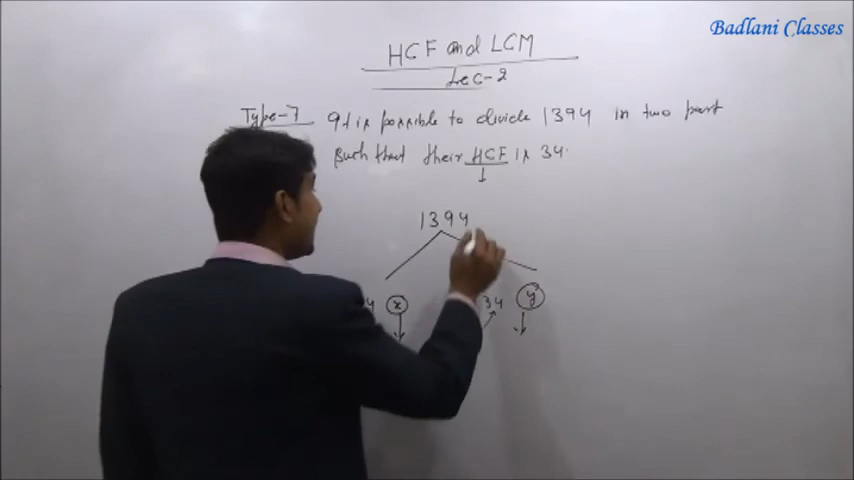 Badlani Classes
HCF and LCM
Lec-2
Type-7 It is possible to divide 1394 in two part
such that their HCF is 34.
1394
4 x 34 y